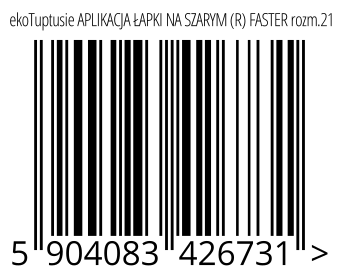 ekoTuptusie APLIKACJA ŁAPKI NA SZARYM (R) FASTER rozm.21
5 904083 426731 >